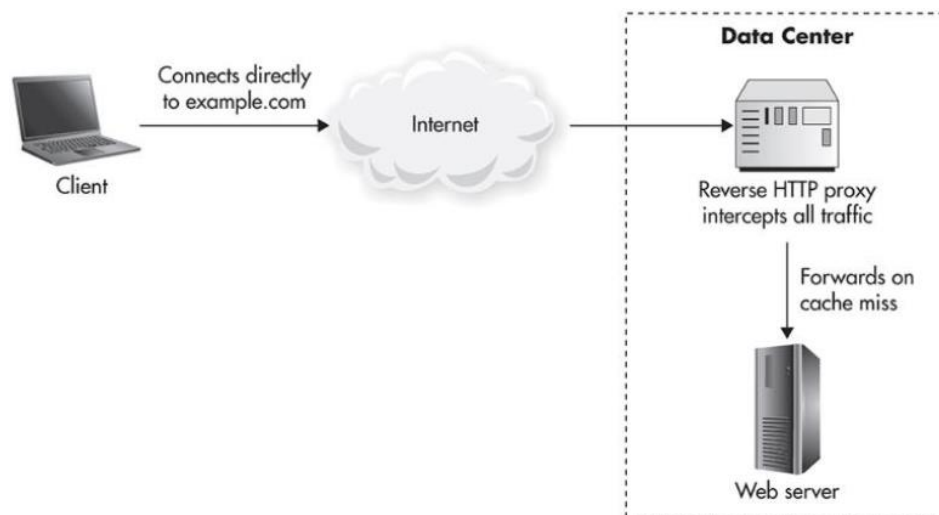 Data Center
Connects directly
to example.com
Internet
Client
Reverse HTTP proxy
intercepts all traffic
Forwards on
cache miss
Web server